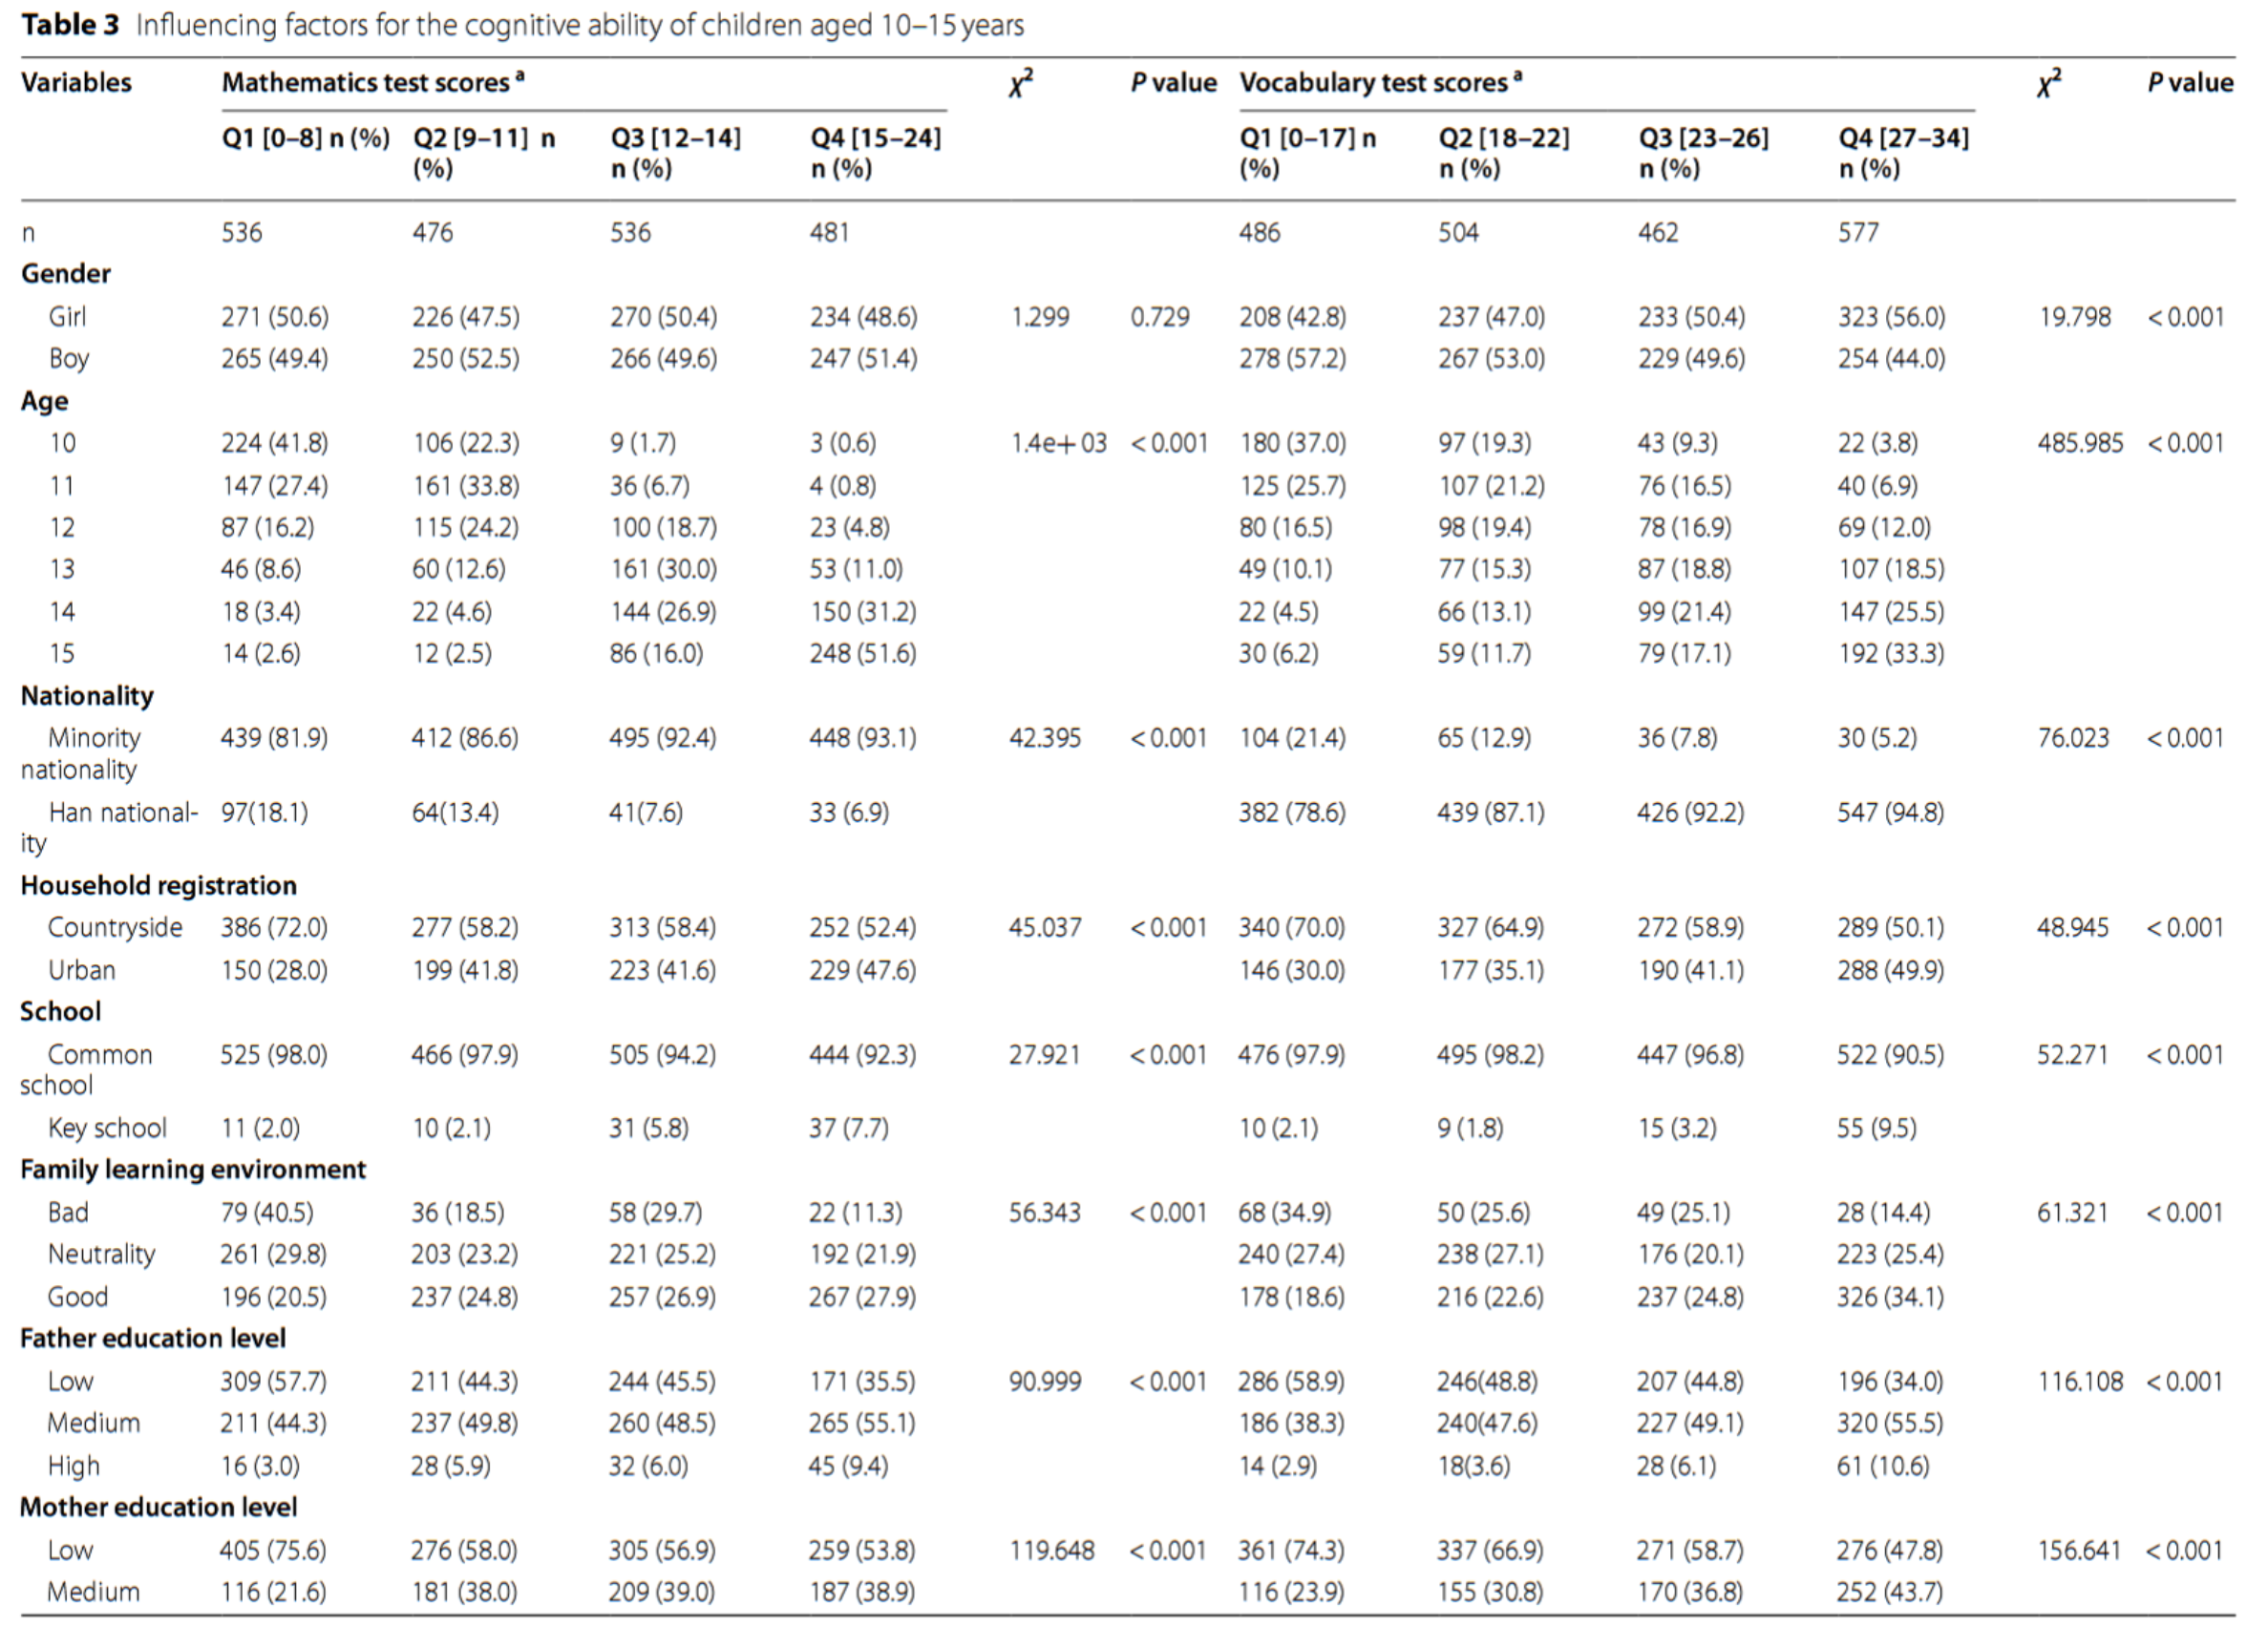 Table 3 Influencing factors for the cognitive ability of children aged 10–15 years
Variables Mathematics test scores a χ2 P value Vocabulary test scores a χ2 P value
Q1 [0–8] n (%) Q2 [9–11] n (%) Q3 [12–14] n (%) Q4 [15–24] n (%) Q1 [0–17] n (%) Q2 [18–22] n (%) Q3 [23–26] n (%) Q4 [27–34] n (%)
n 536 476 536 481 486 504 462 577
Gender
Girl 271 (50.6) 226 (47.5) 270 (50.4) 234 (48.6) 1.299 0.729 208 (42.8) 237 (47.0) 233 (50.4) 323 (56.0) 19.798 < 0.001
Boy 265 (49.4) 250 (52.5) 266 (49.6) 247 (51.4) 278 (57.2) 267 (53.0) 229 (49.6) 254 (44.0)
Age
10 224 (41.8) 106 (22.3) 9 (1.7) 3 (0.6) 1.4e+ 03 < 0.001 180 (37.0) 97 (19.3) 43 (9.3) 22 (3.8) 485.985 < 0.001
11 147 (27.4) 161 (33.8) 36 (6.7) 4 (0.8) 125 (25.7) 107 (21.2) 76 (16.5) 40 (6.9)
12 87 (16.2) 115 (24.2) 100 (18.7) 23 (4.8) 80 (16.5) 98 (19.4) 78 (16.9) 69 (12.0)
13 46 (8.6) 60 (12.6) 161 (30.0) 53 (11.0) 49 (10.1) 77 (15.3) 87 (18.8) 107 (18.5)
14 18 (3.4) 22 (4.6) 144 (26.9) 150 (31.2) 22 (4.5) 66 (13.1) 99 (21.4) 147 (25.5)
15 14 (2.6) 12 (2.5) 86 (16.0) 248 (51.6) 30 (6.2) 59 (11.7) 79 (17.1) 192 (33.3)
Nationality
Minority 439 (81.9) 412 (86.6) 495 (92.4) 448 (93.1) 42.395 < 0.001 104 (21.4) 65 (12.9) 36 (7.8) 30 (5.2) 76.023 < 0.001
nationality
Han national- 97(18.1) 64(13.4) 41(7.6) 33 (6.9) 382 (78.6) 439 (87.1) 426 (92.2) 547 (94.8)
ity
Household registration
Countryside 386 (72.0) 277 (58.2) 313 (58.4) 252 (52.4) 45.037 < 0.001 340 (70.0) 327 (64.9) 272 (58.9) 289 (50.1) 48.945 < 0.001
Urban 150 (28.0) 199 (41.8) 223 (41.6) 229 (47.6) 146 (30.0) 177 (35.1) 190 (41.1) 288 (49.9)
School
Common 525 (98.0) 466 (97.9) 505 (94.2) 444 (92.3) 27.921 < 0.001 476 (97.9) 495 (98.2) 447 (96.8) 522 (90.5) 52.271 < 0.001
school
Key school 11 (2.0) 10 (2.1) 31 (5.8) 37 (7.7) 10 (2.1) 9 (1.8) 15 (3.2) 55 (9.5)
Family learning environment
Bad 79 (40.5) 36 (18.5) 58 (29.7) 22 (11.3) 56.343 < 0.001 68 (34.9) 50 (25.6) 49 (25.1) 28 (14.4) 61.321 < 0.001
Neutrality 261 (29.8) 203 (23.2) 221 (25.2) 192 (21.9) 240 (27.4) 238 (27.1) 176 (20.1) 223 (25.4)
Good 196 (20.5) 237 (24.8) 257 (26.9) 267 (27.9) 178 (18.6) 216 (22.6) 237 (24.8) 326 (34.1)
Father education level
Low 309 (57.7) 211 (44.3) 244 (45.5) 171 (35.5) 90.999 < 0.001 286 (58.9) 246(48.8) 207 (44.8) 196 (34.0) 116.108 < 0.001
Medium 211 (44.3) 237 (49.8) 260 (48.5) 265 (55.1) 186 (38.3) 240(47.6) 227 (49.1) 320 (55.5)
High 16 (3.0) 28 (5.9) 32 (6.0) 45 (9.4) 14 (2.9) 18(3.6) 28 (6.1) 61 (10.6)
Mother education level
Low 405 (75.6) 276 (58.0) 305 (56.9) 259 (53.8) 119.648 < 0.001 361 (74.3) 337 (66.9) 271 (58.7) 276 (47.8) 156.641 < 0.001
Medium 116 (21.6) 181 (38.0) 209 (39.0) 187 (38.9) 116 (23.9) 155 (30.8) 170 (36.8) 252 (43.7)